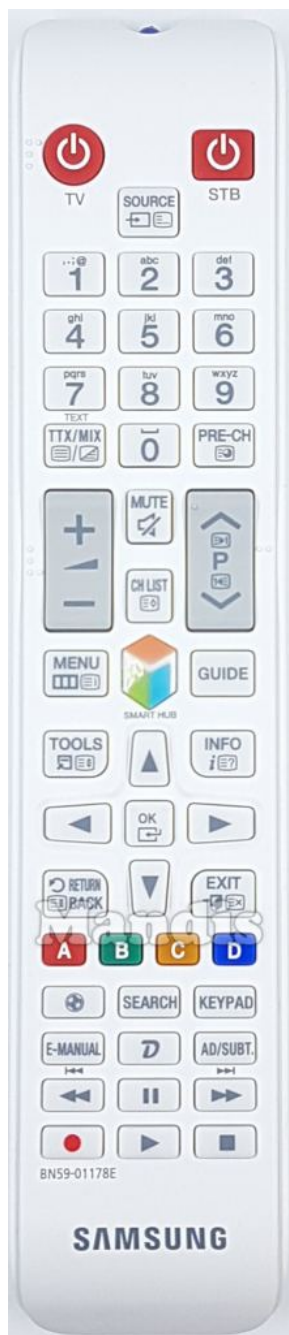 TV STB
SOURCE
.,;@ abc def
1 2 3
ghi jkl mno
4 5 6
pqrs tuv wxyz
7 8 9
TEXT
TTX/MIX 0 PRE-CH
+ MUTE
P
− CH LIST
MENU GUIDE
SMART HUB
TOOLS INFO
i ?
OK
RETURN EXIT
BACK
Mandis
A B C D
SEARCH KEYPAD
E-MANUAL D AD/SUBT.
BN59-01178E
SAMSUNG